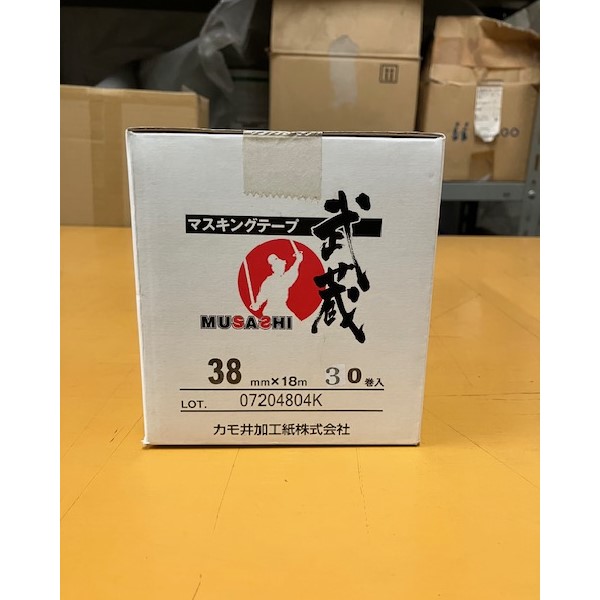 マスキングテープ
武蔵
MUSASHI
38 mm×18m 30巻入
LOT. 07204804K
カモ井加工紙株式会社